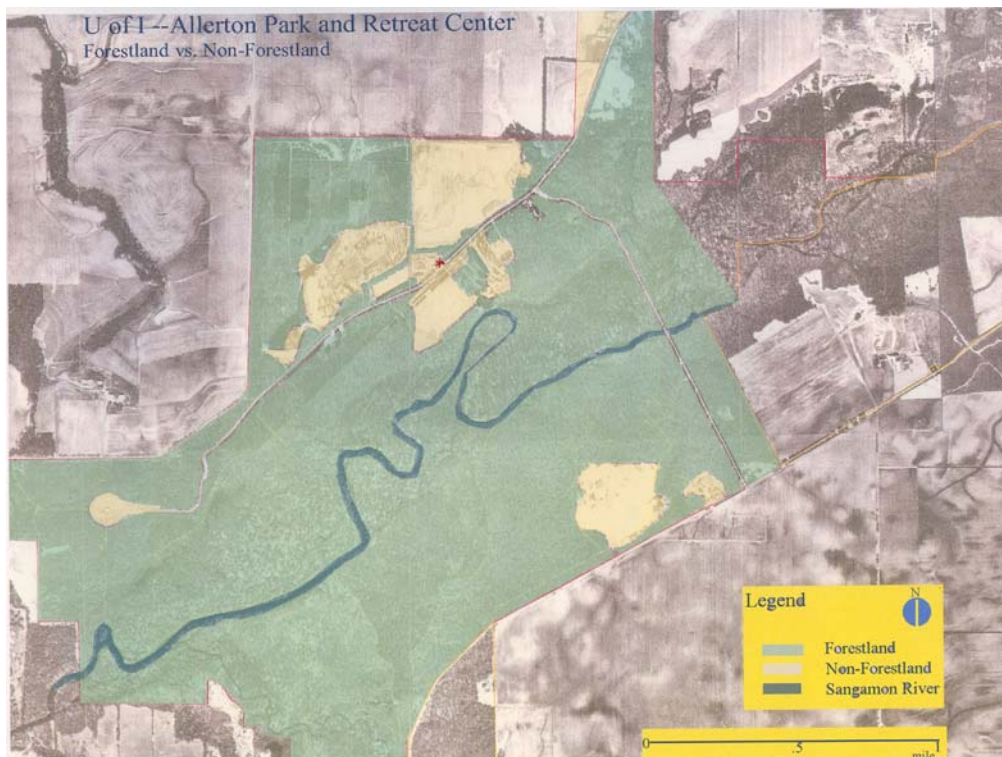 U of I --Allerton Park and Retreat Center
Forestland vs. Non-Forestland
Legend
N
Forestland
Non-Forestland
Sangamon River
0 .5 1
mile